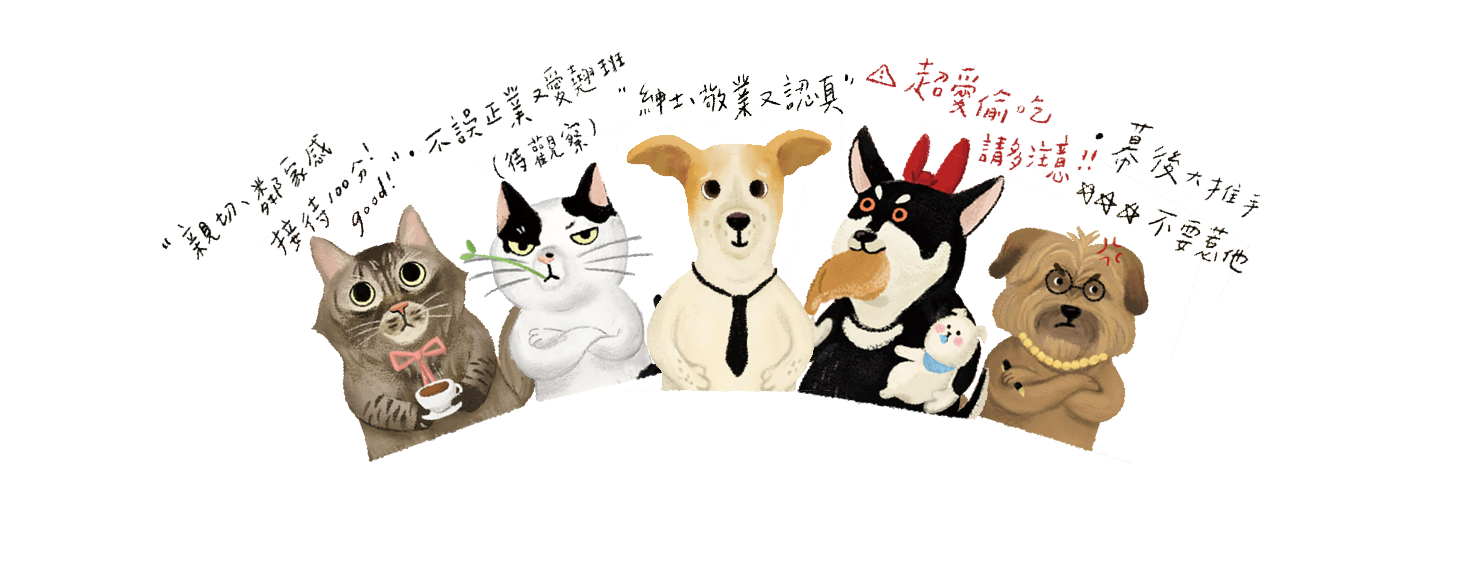 "親切、鄰家感
接待100分!
good!"
•不誤正業又愛翹班
(待觀察)
"紳士、敬業又認真"
⚠超愛偷吃
請多注意!!
•幕後大推手
☆☆☆不要惹他